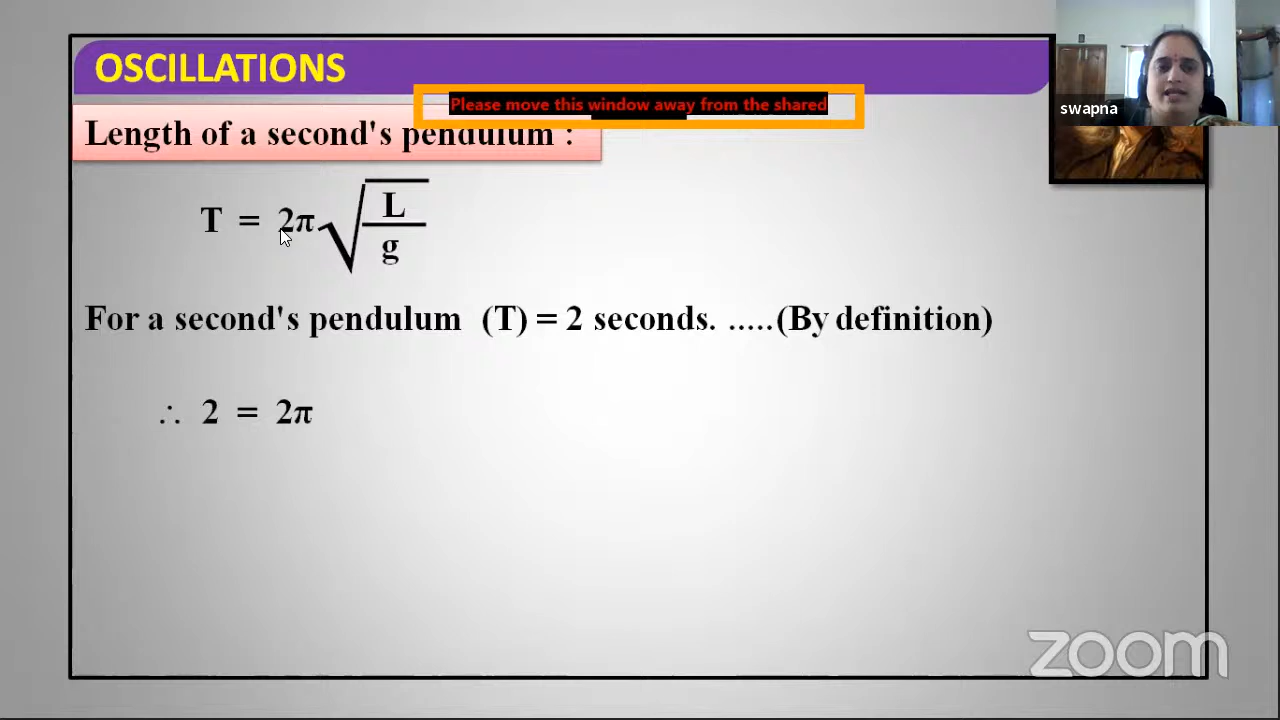 OSCILLATIONS
Please move this window away from the shared
swapna
Length of a second's pendulum :
T = 2π√(L/g)
For a second's pendulum (T) = 2 seconds. .....(By definition)
∴ 2 = 2π
zoom